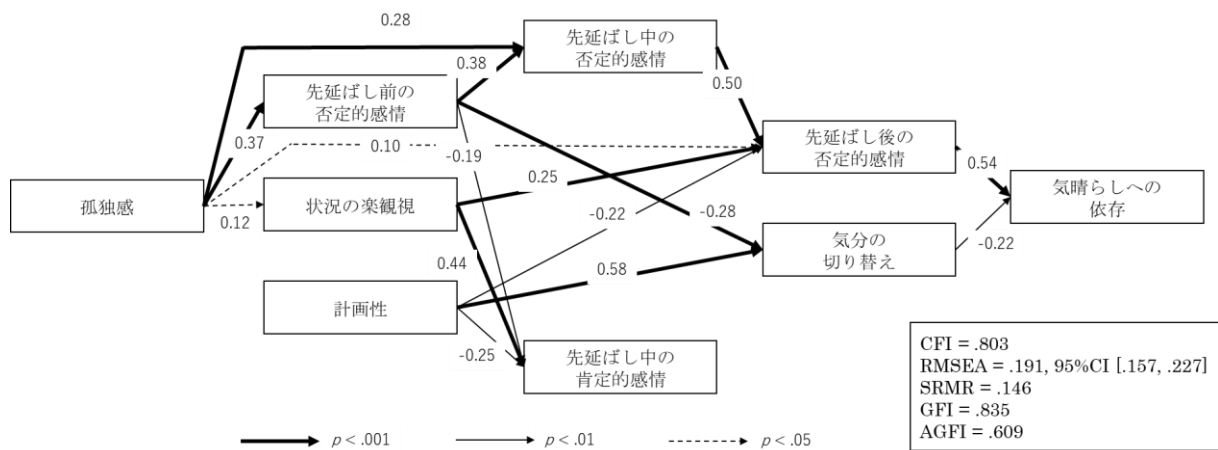 0.28
先延ばし中の
否定的感情
0.38
0.50
先延ばし前の
否定的感情
0.37
0.10
-0.19
先延ばし後の
否定的感情
0.54
孤独感
0.12
状況の楽観視
0.25
-0.22
-0.28
気晴らしへの
依存
0.44
0.58
気分の
切り替え
-0.22
計画性
-0.25
先延ばし中の
肯定的感情
CFI = .803
RMSEA = .191, 95%CI [.157, .227]
SRMR = .146
GFI = .835
AGFI = .609
p < .001
p < .01
p < .05